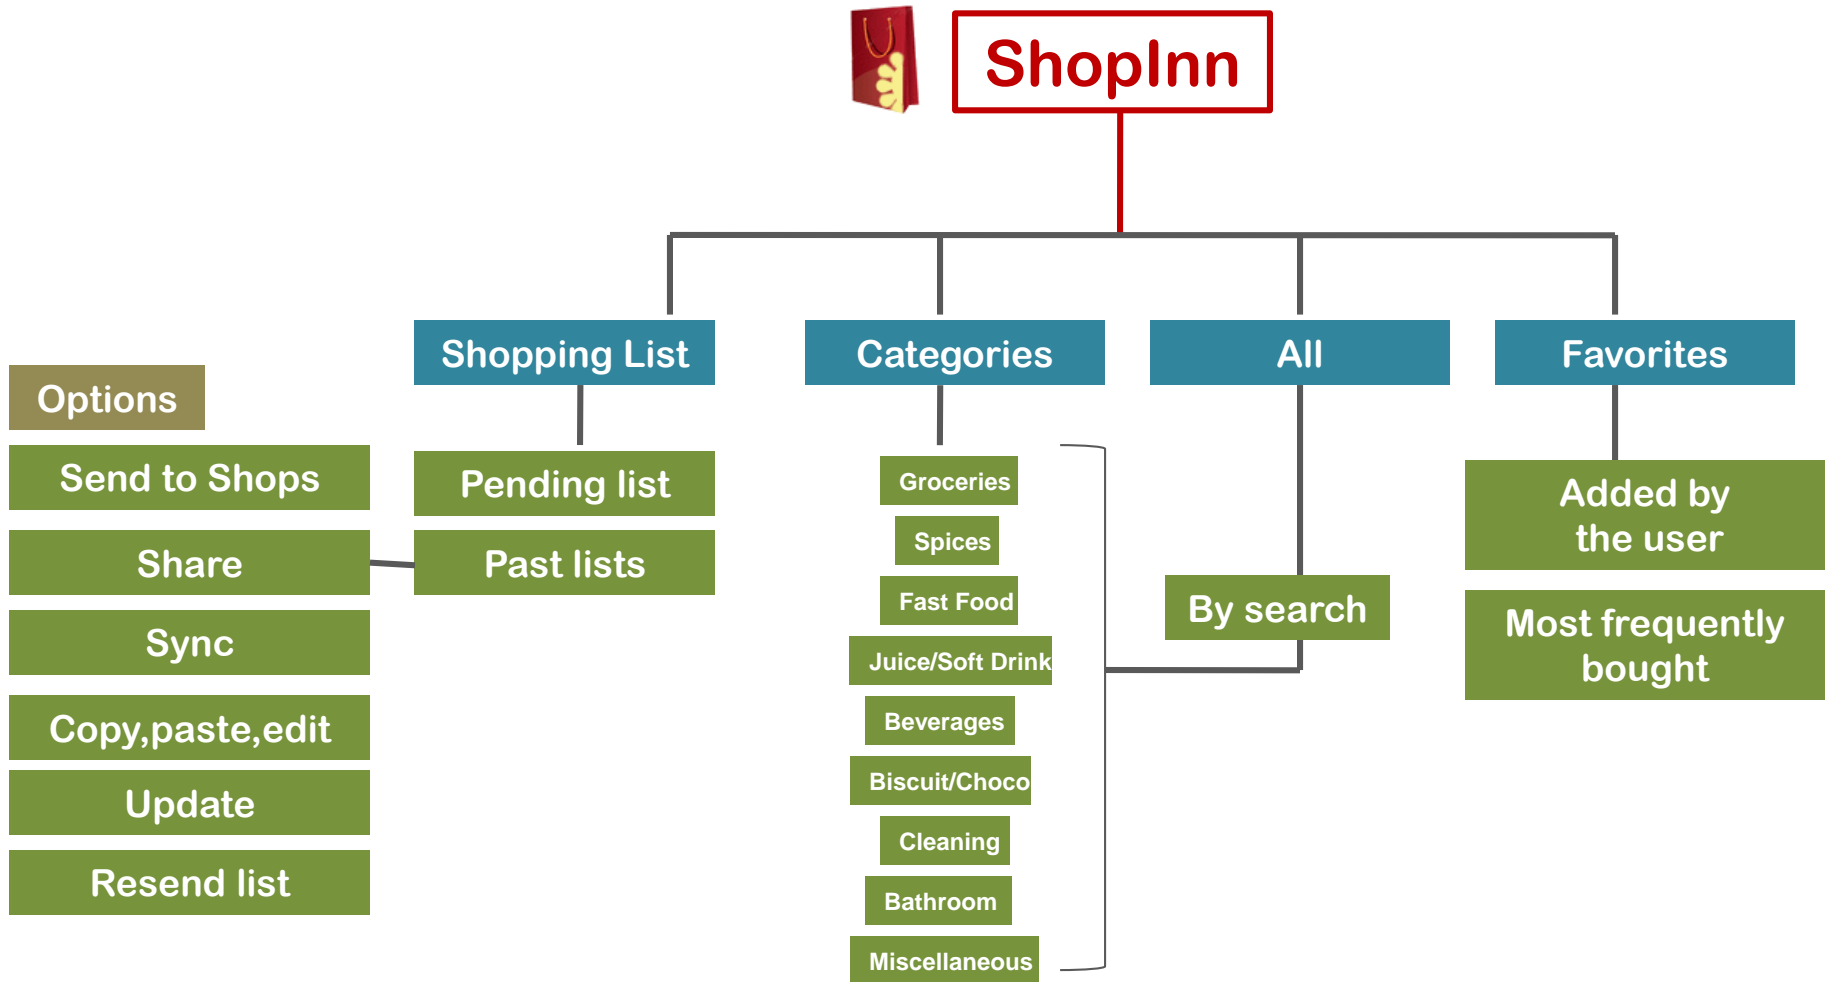 ShopInn
Shopping List
Categories
All
Favorites
Options
Send to Shops
Share
Sync
Copy,paste,edit
Update
Resend list
Pending list
Past lists
Groceries
Spices
Fast Food
Juice/Soft Drink
Beverages
Biscuit/Choco
Cleaning
Bathroom
Miscellaneous
By search
Added by
the user
Most frequently
bought